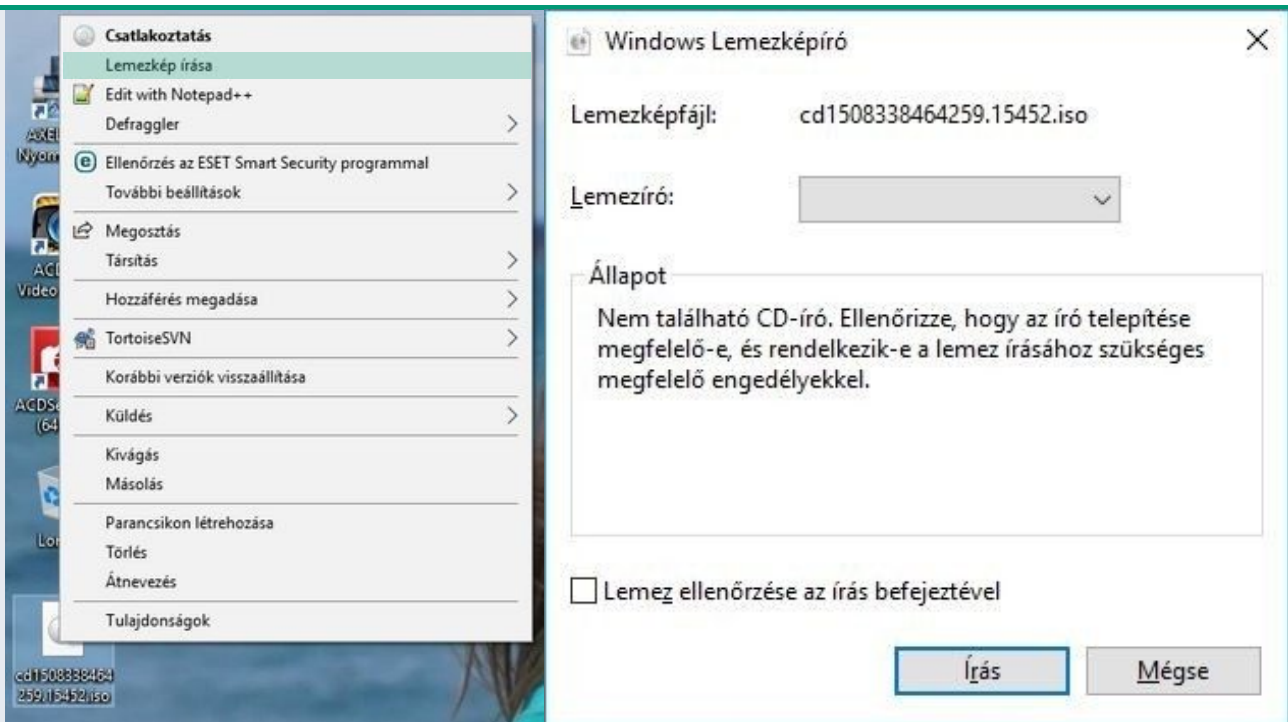 Csatlakoztatás
Lemezkép írása
Edit with Notepad++
Defraggler
Ellenőrzés az ESET Smart Security programmal
További beállítások
Megosztás
Társítás
Hozzáférés megadása
TortoiseSVN
Korábbi verziók visszaállítása
Küldés
Kivágás
Másolás
Parancsikon létrehozása
Törlés
Átnevezés
Tulajdonságok
cd1508338464
259.15452.iso
Windows Lemezképíró
Lemezképfájl: cd1508338464259.15452.iso
Lemezíró:
Állapot
Nem található CD-író. Ellenőrizze, hogy az író telepítése
megfelelő-e, és rendelkezik-e a lemez írásához szükséges
megfelelő engedélyekkel.
Lemez ellenőrzése az írás befejeztével
Írás Mégse